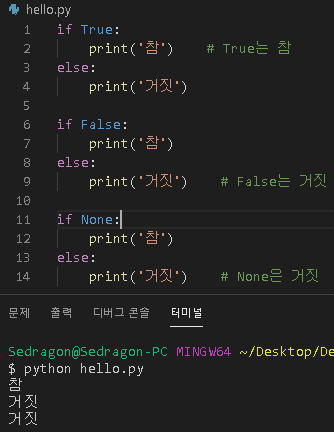 hello.py
1 if True:
2 print('참') # True는 참
3 else:
4 print('거짓')
5
6 if False:
7 print('참')
8 else:
9 print('거짓') # False는 거짓
10
11 if None:
12 print('참')
13 else:
14 print('거짓') # None은 거짓
문제 출력 디버그 콘솔 터미널
Sedragon@Sedragon-PC MINGW64 ~/Desktop/De
$ python hello.py
참
거짓
거짓